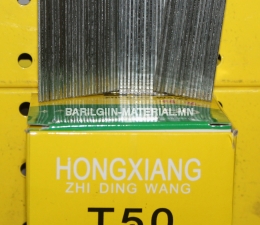 BARILGIIN-MATERIAL.MN
HONGXIANG
ZHI DING WANG
T50